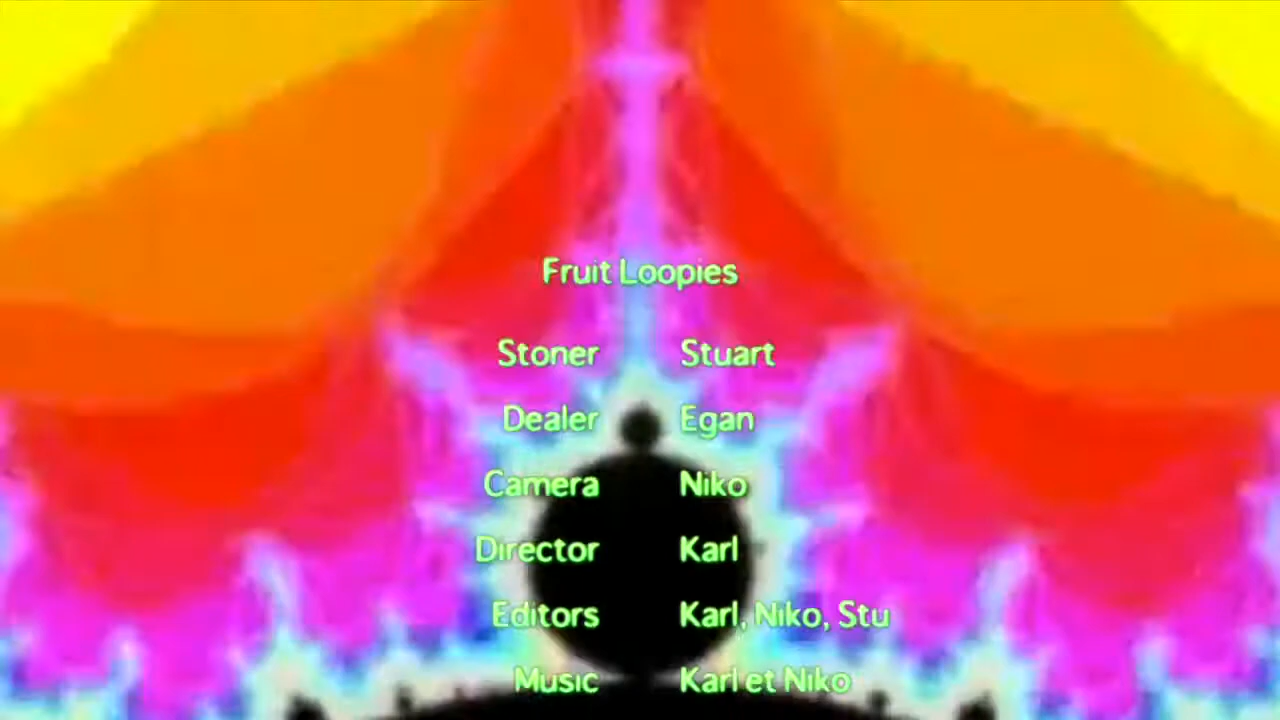 Fruit Loopies
Stoner Stuart
Dealer Egan
Camera Niko
Director Karl
Editors Karl, Niko, Stu
Music Karl et Niko